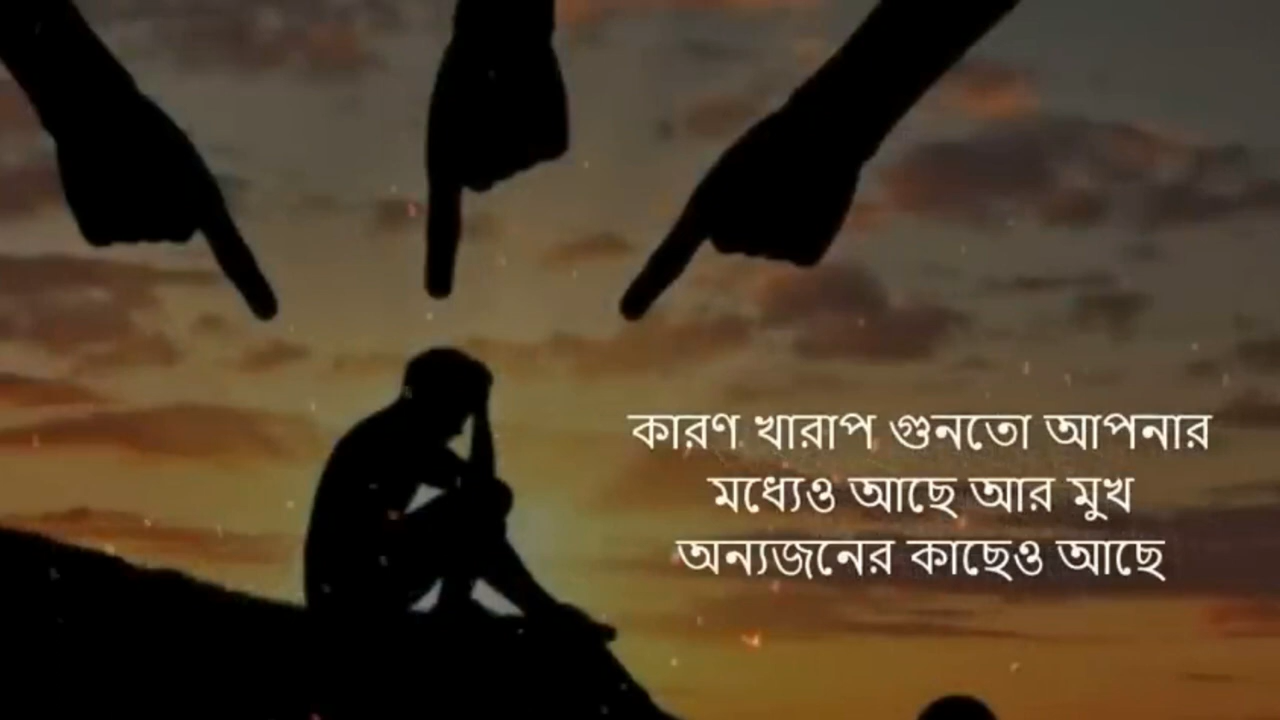 কারণ খারাপ গুনতো আপনার
মধ্যেও আছে আর মুখ
অন্যজনের কাছেও আছে